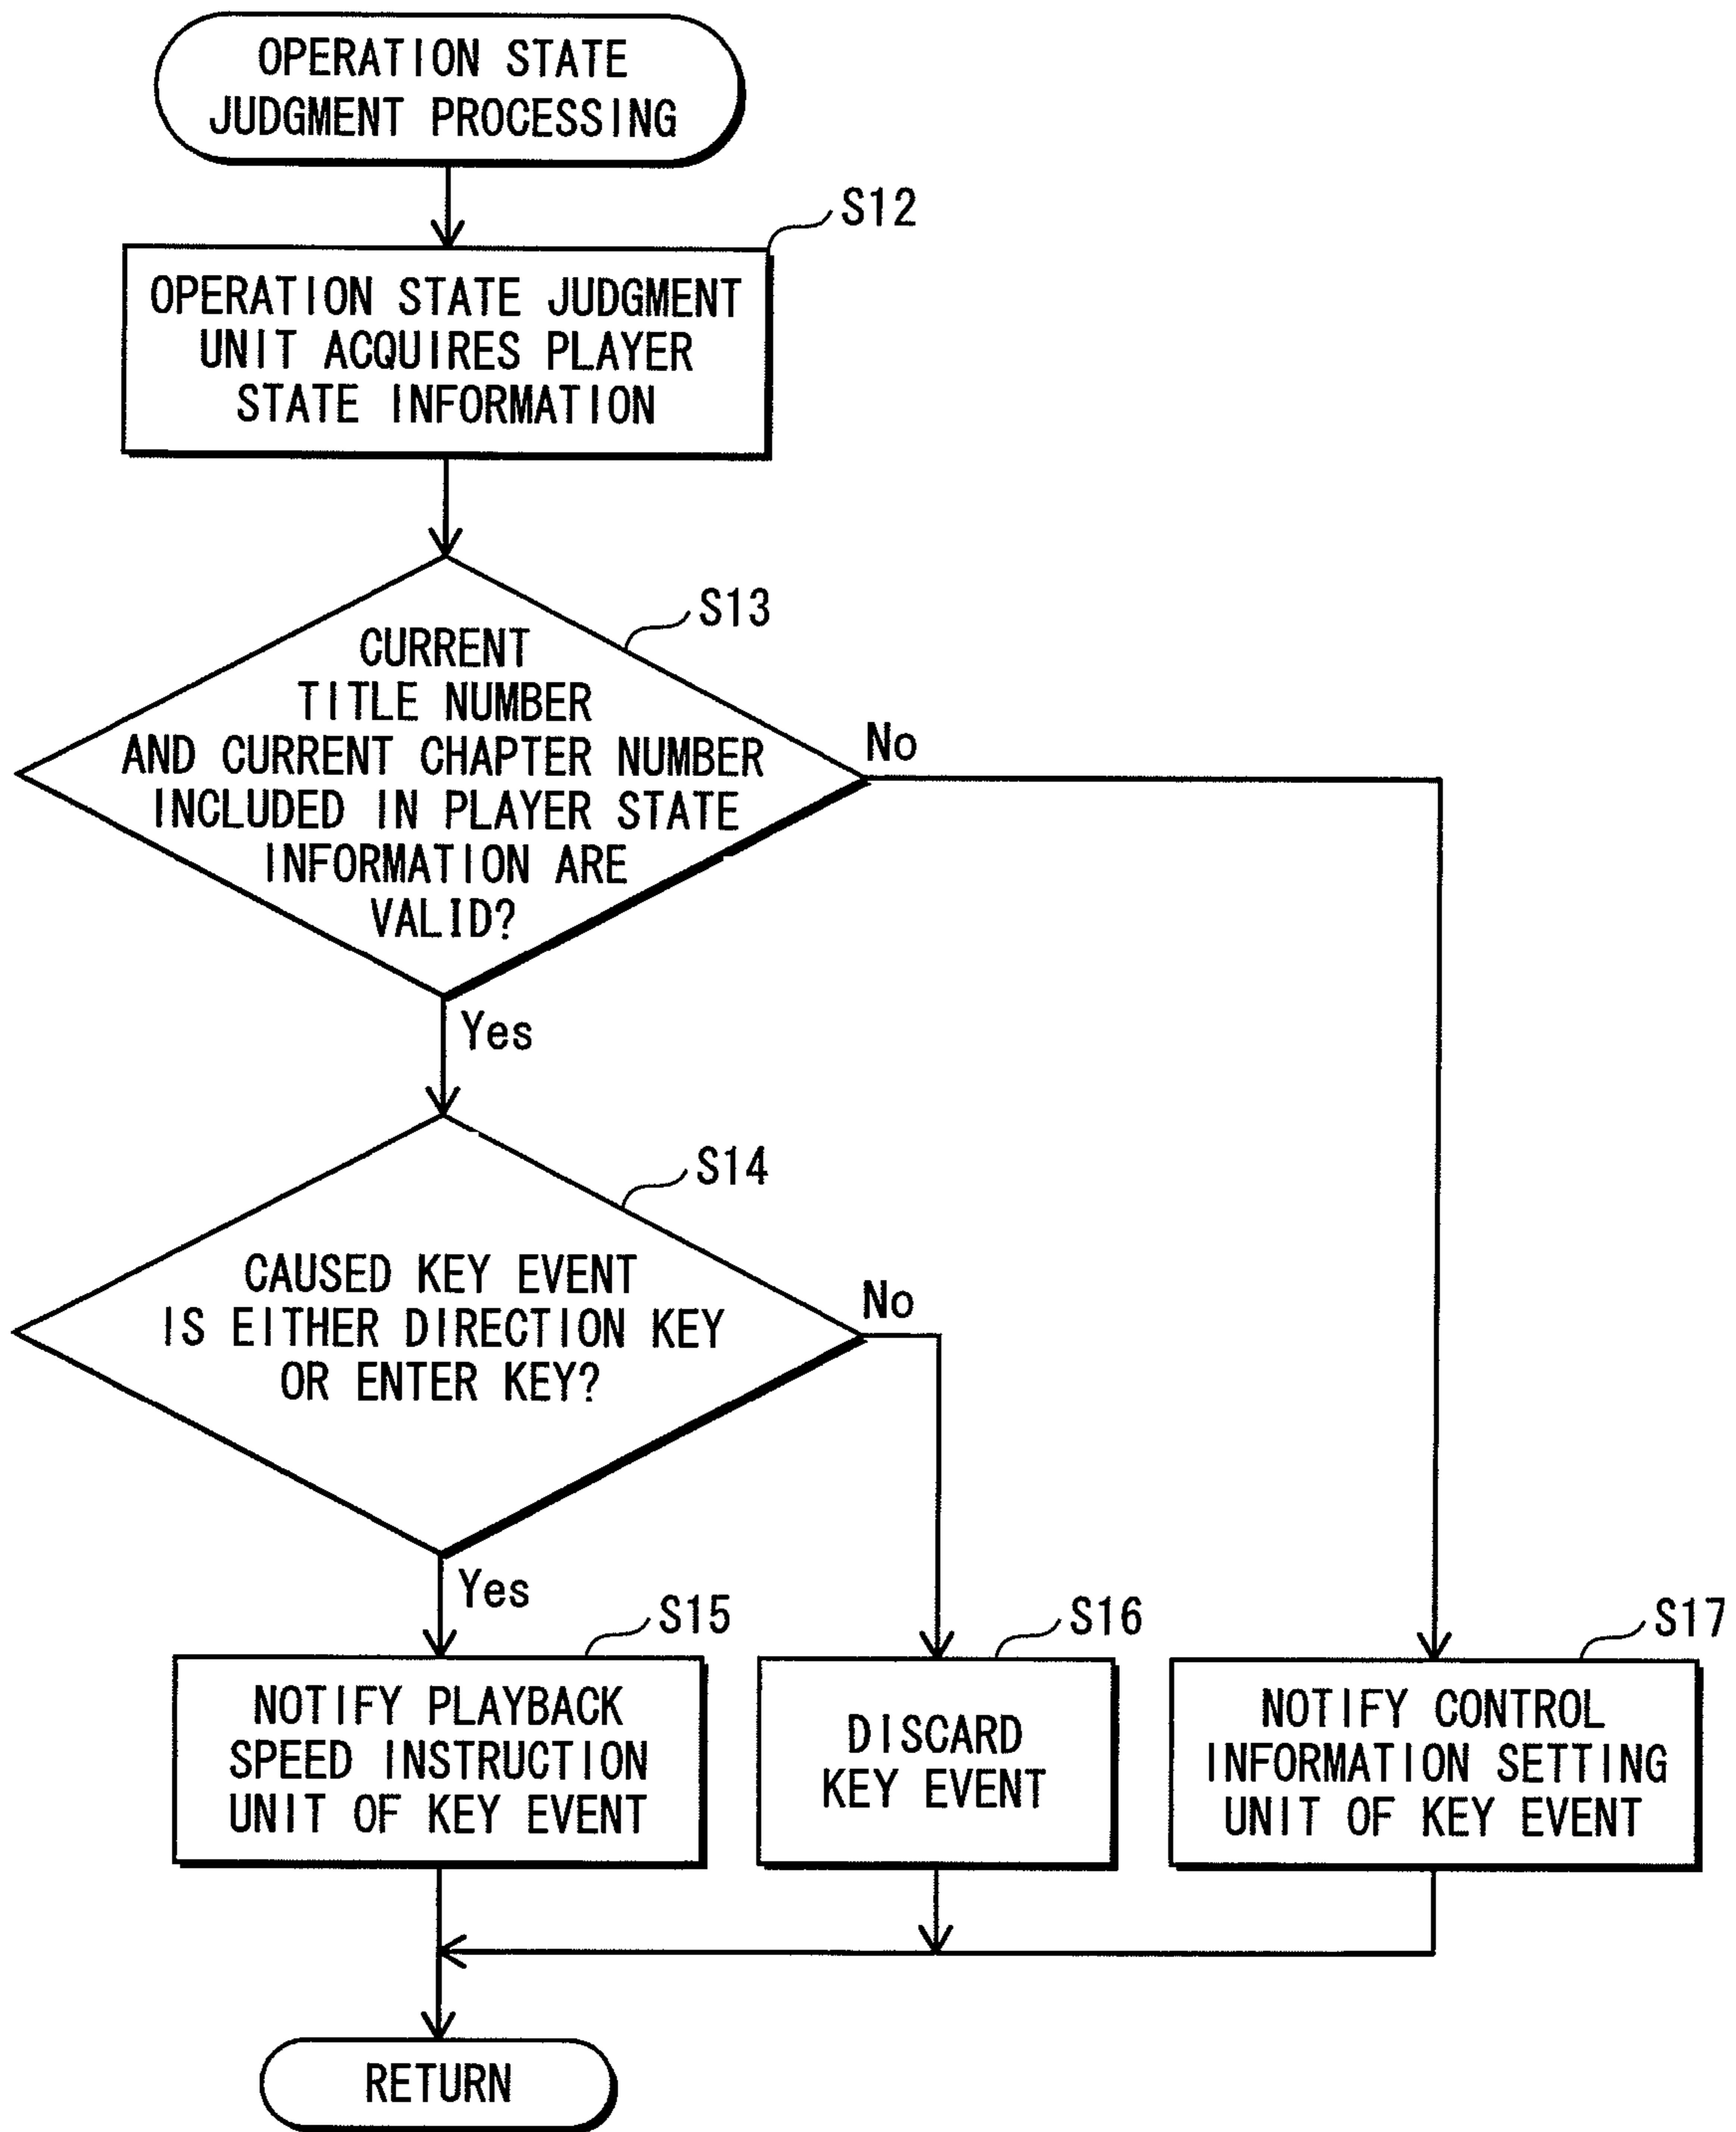 OPERATION STATE
JUDGMENT PROCESSING
S12
OPERATION STATE JUDGMENT
UNIT ACQUIRES PLAYER
STATE INFORMATION
S13
CURRENT
TITLE NUMBER
AND CURRENT CHAPTER NUMBER
INCLUDED IN PLAYER STATE
INFORMATION ARE
VALID?
No
Yes
S14
CAUSED KEY EVENT
IS EITHER DIRECTION KEY
OR ENTER KEY?
No
Yes
S15
NOTIFY PLAYBACK
SPEED INSTRUCTION
UNIT OF KEY EVENT
S16
DISCARD
KEY EVENT
S17
NOTIFY CONTROL
INFORMATION SETTING
UNIT OF KEY EVENT
RETURN